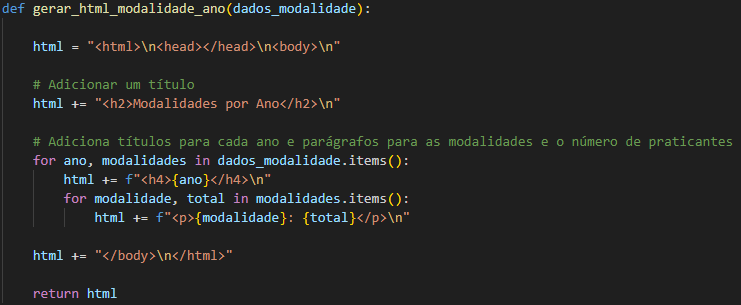 def gerar_html_modalidade_ano(dados_modalidade):
html = "<html>\n<head></head>\n<body>\n"
# Adicionar um título
html += "<h2>Modalidades por Ano</h2>\n"
# Adiciona títulos para cada ano e parágrafos para as modalidades e o número de praticantes
for ano, modalidades in dados_modalidade.items():
html += f"<h4>{ano}</h4>\n"
for modalidade, total in modalidades.items():
html += f"<p>{modalidade}: {total}</p>\n"
html += "</body>\n</html>"
return html